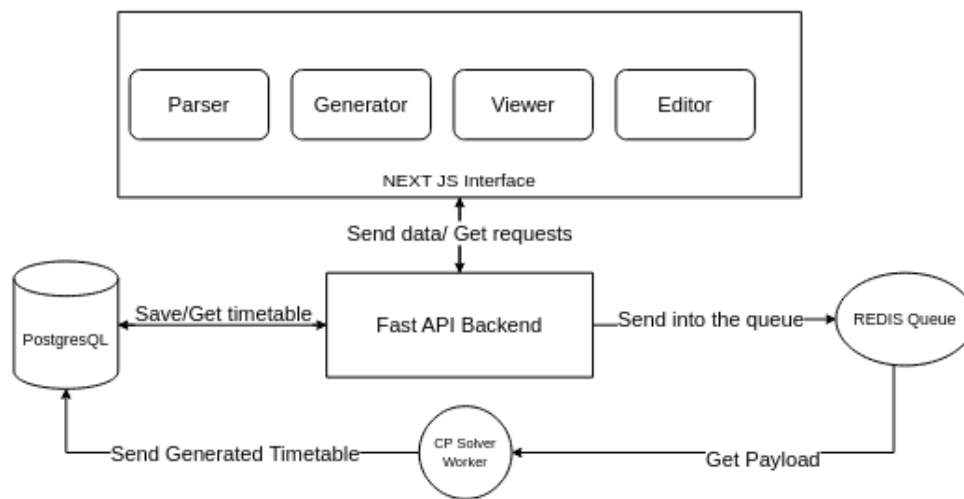 Parser
Generator
Viewer
Editor
NEXT JS Interface
Send data/ Get requests
Save/Get timetable
PostgresQL
Fast API Backend
Send into the queue
REDIS Queue
CP Solver
Worker
Send Generated Timetable
Get Payload